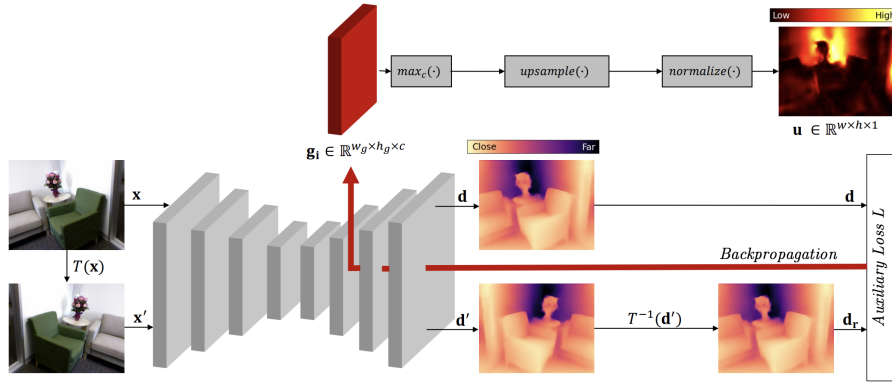 Low High
max_c(·) upsample(·) normalize(·)
u ∈ ℝ^{w×h×1}
g_i ∈ ℝ^{w_g×h_g×c}
Close Far
x d d
T(x)
Backpropagation
x′ d′ T^{-1}(d′) d_r
Auxiliary Loss L